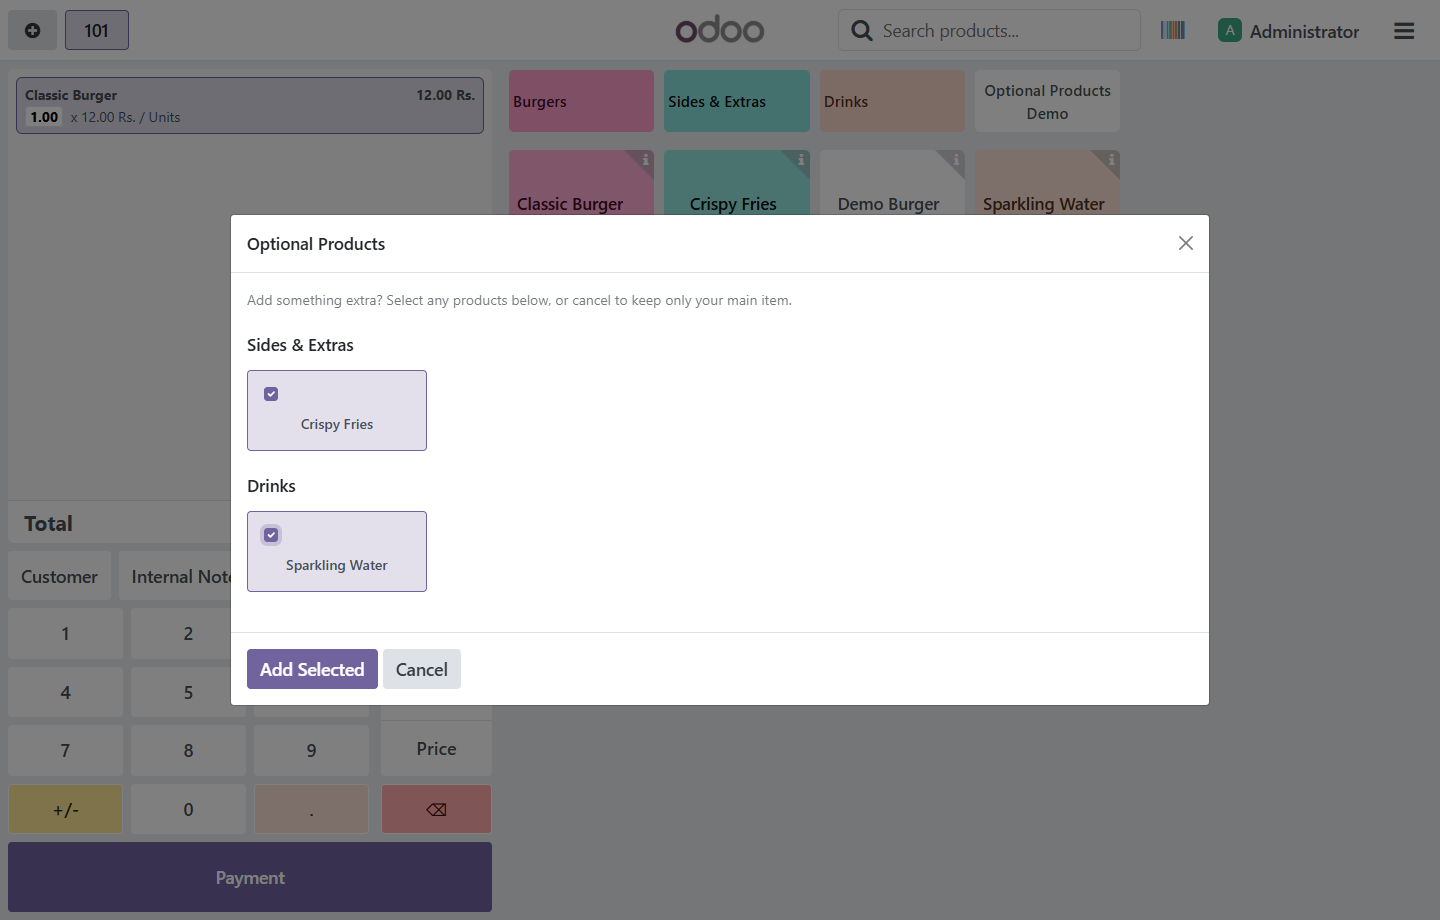 101
odoo
Search products...
A Administrator
Classic Burger 12.00 Rs.
1.00 x 12.00 Rs. / Units
Burgers
Sides & Extras
Drinks
Optional Products
Demo
Classic Burger
Crispy Fries
Demo Burger
Sparkling Water
Optional Products
Add something extra? Select any products below, or cancel to keep only your main item.
Sides & Extras
Crispy Fries
Drinks
Sparkling Water
Add Selected
Cancel
Total
Customer
Internal Note
1
2
4
5
7
8
9
Price
+/-
0
.
Payment